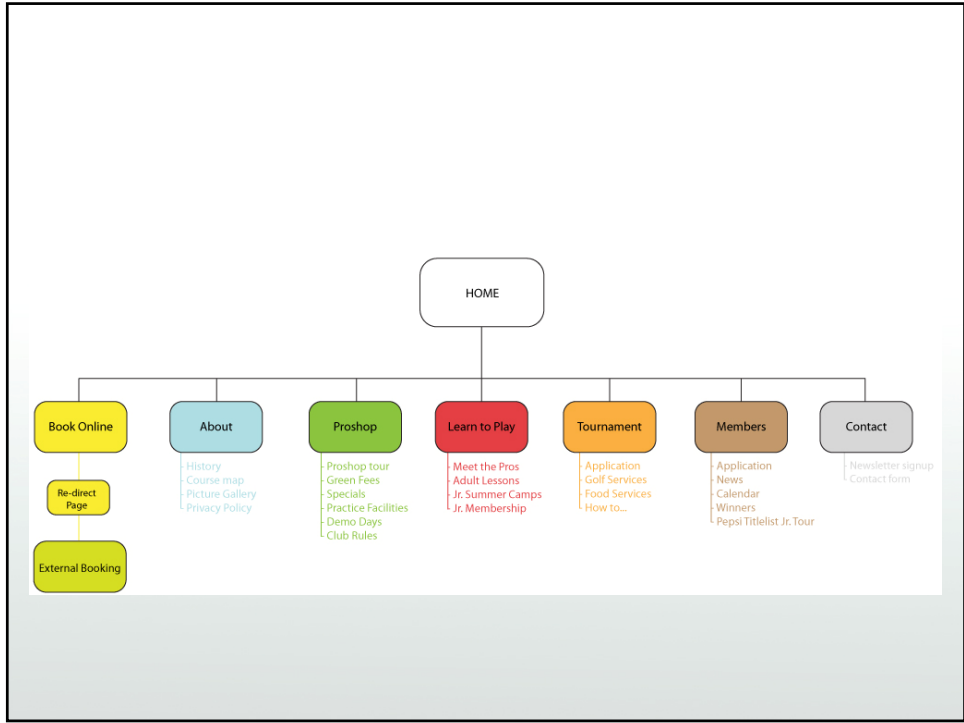 HOME
Book Online
Re-direct
Page
External Booking
About
- History
- Course map
- Picture Gallery
- Privacy Policy
Proshop
- Proshop tour
- Green Fees
- Specials
- Practice Facilities
- Demo Days
- Club Rules
Learn to Play
- Meet the Pros
- Adult Lessons
- Jr. Summer Camps
- Jr. Membership
Tournament
- Application
- Golf Services
- Food Services
- How to...
Members
- Application
- News
- Calendar
- Winners
- Pepsi Titlelist Jr. Tour
Contact
- Newsletter signup
- Contact form